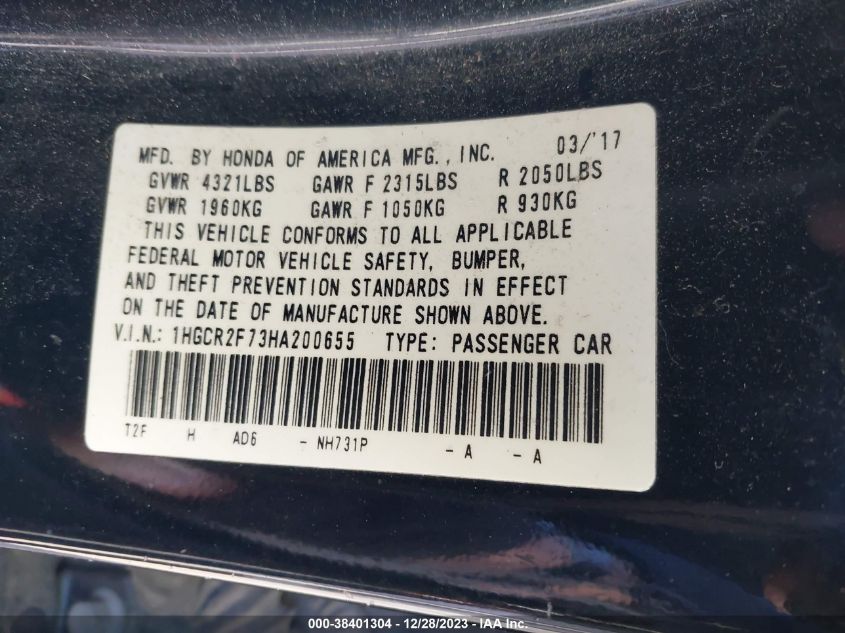 MFD. BY HONDA OF AMERICA MFG., INC. 03/'17
GVWR 4321LBS GAWR F 2315LBS R 2050LBS
GVWR 1960KG GAWR F 1050KG R 930KG
THIS VEHICLE CONFORMS TO ALL APPLICABLE
FEDERAL MOTOR VEHICLE SAFETY, BUMPER,
AND THEFT PREVENTION STANDARDS IN EFFECT
ON THE DATE OF MANUFACTURE SHOWN ABOVE.
V.I.N.: 1HGCR2F73HA200655 TYPE: PASSENGER CAR
T2F H AD6 - NH731P - A - A
000-38401304 - 12/28/2023 - IAA Inc.